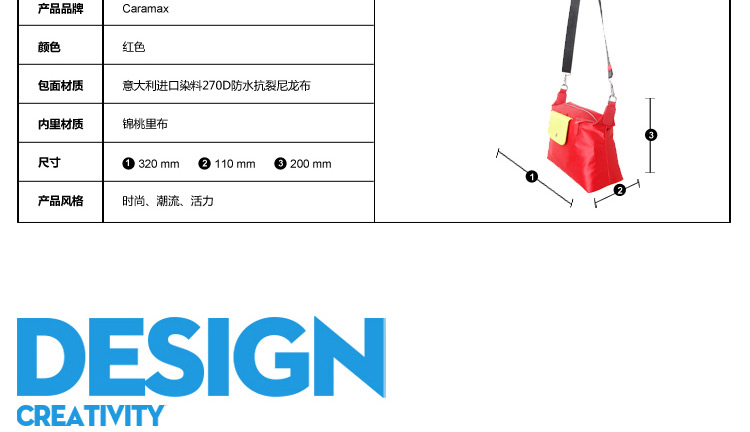 产品品牌 Caramax
颜色 红色
包面材质 意大利进口染料270D防水抗裂尼龙布
内里材质 锦桃里布
尺寸 1 320 mm 2 110 mm 3 200 mm
产品风格 时尚、潮流、活力
3
1
2
DESIGN
CREATIVITY